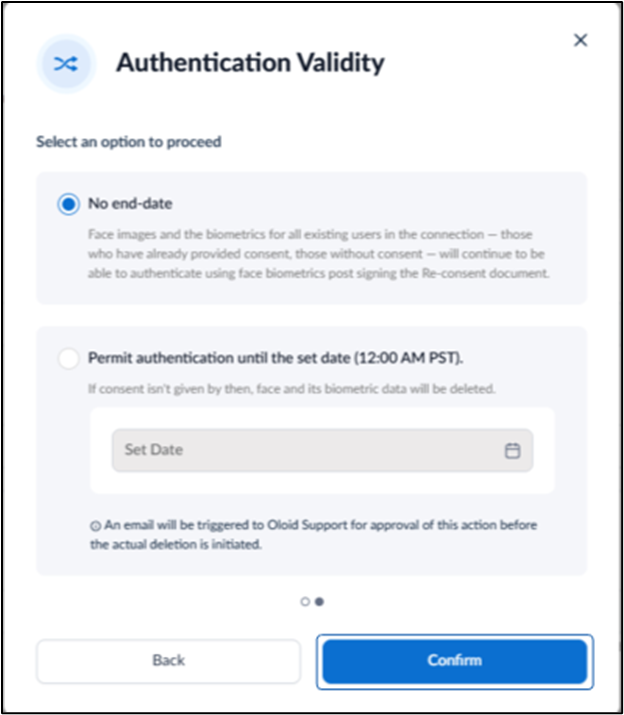 Authentication Validity
Select an option to proceed
No end-date
Face images and the biometrics for all existing users in the connection — those
who have already provided consent, those without consent — will continue to be
able to authenticate using face biometrics post signing the Re-consent document.
Permit authentication until the set date (12:00 AM PST).
If consent isn't given by then, face and its biometric data will be deleted.
Set Date
An email will be triggered to Oloid Support for approval of this action before
the actual deletion is initiated.
Back
Confirm